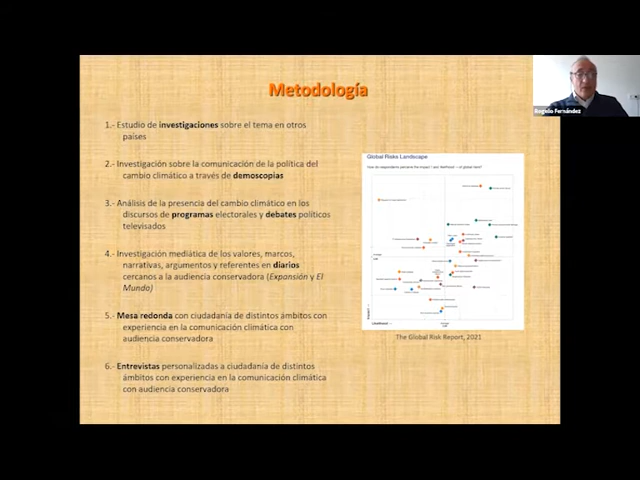 Metodología
1.- Estudio de investigaciones sobre el tema en otros
países
2.- Investigación sobre la comunicación de la política del
cambio climático a través de demoscopias
3.- Análisis de la presencia del cambio climático en los
discursos de programas electorales y debates políticos
televisados
4.- Investigación mediática de los valores, marcos,
narrativas, argumentos y referentes en diarios
cercanos a la audiencia conservadora (Expansión y El
Mundo)
5.- Mesa redonda con ciudadanía de distintos ámbitos con
experiencia en la comunicación climática con
audiencia conservadora
6.- Entrevistas personalizadas a ciudadanía de distintos
ámbitos con experiencia en la comunicación climática
con audiencia conservadora
Global Risks Landscape
The Global Risk Report, 2021
Rogelio Fernández